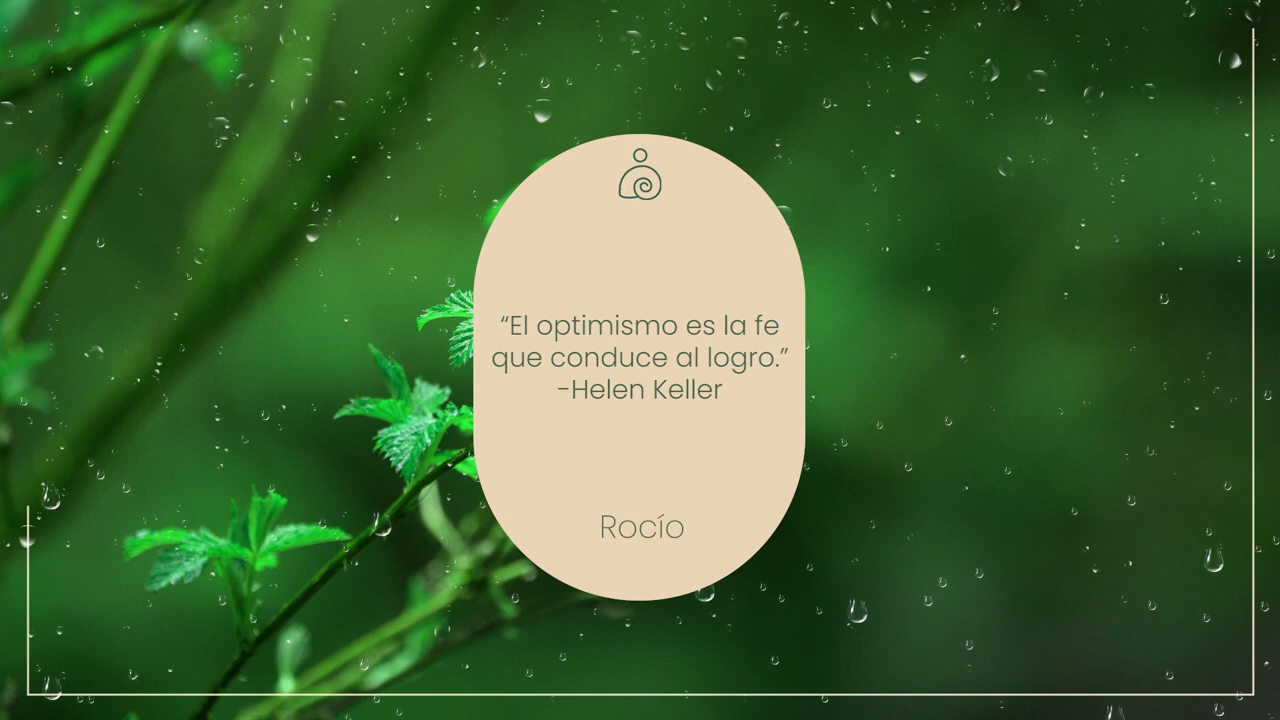 “El optimismo es la fe
que conduce al logro.”
-Helen Keller
Rocío